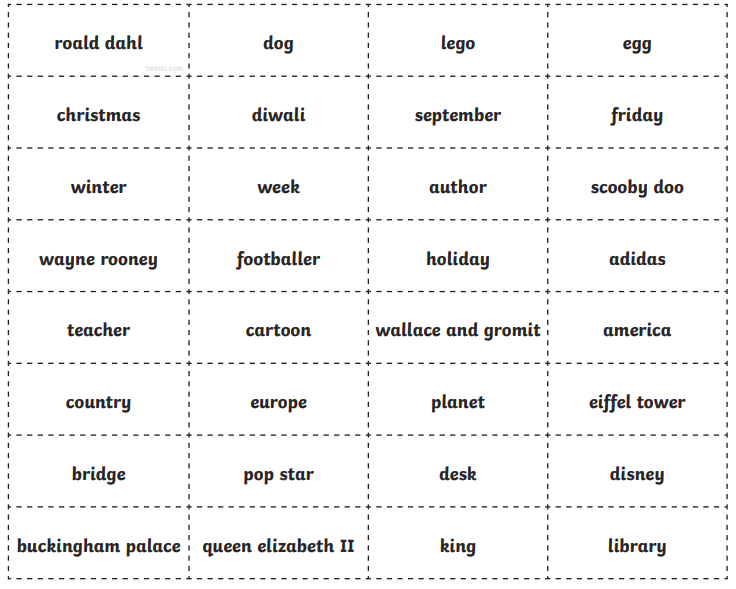 roald dahl dog lego egg
twinkl.com
christmas diwali september friday
winter week author scooby doo
wayne rooney footballer holiday adidas
teacher cartoon wallace and gromit america
country europe planet eiffel tower
bridge pop star desk disney
buckingham palace queen elizabeth II king library